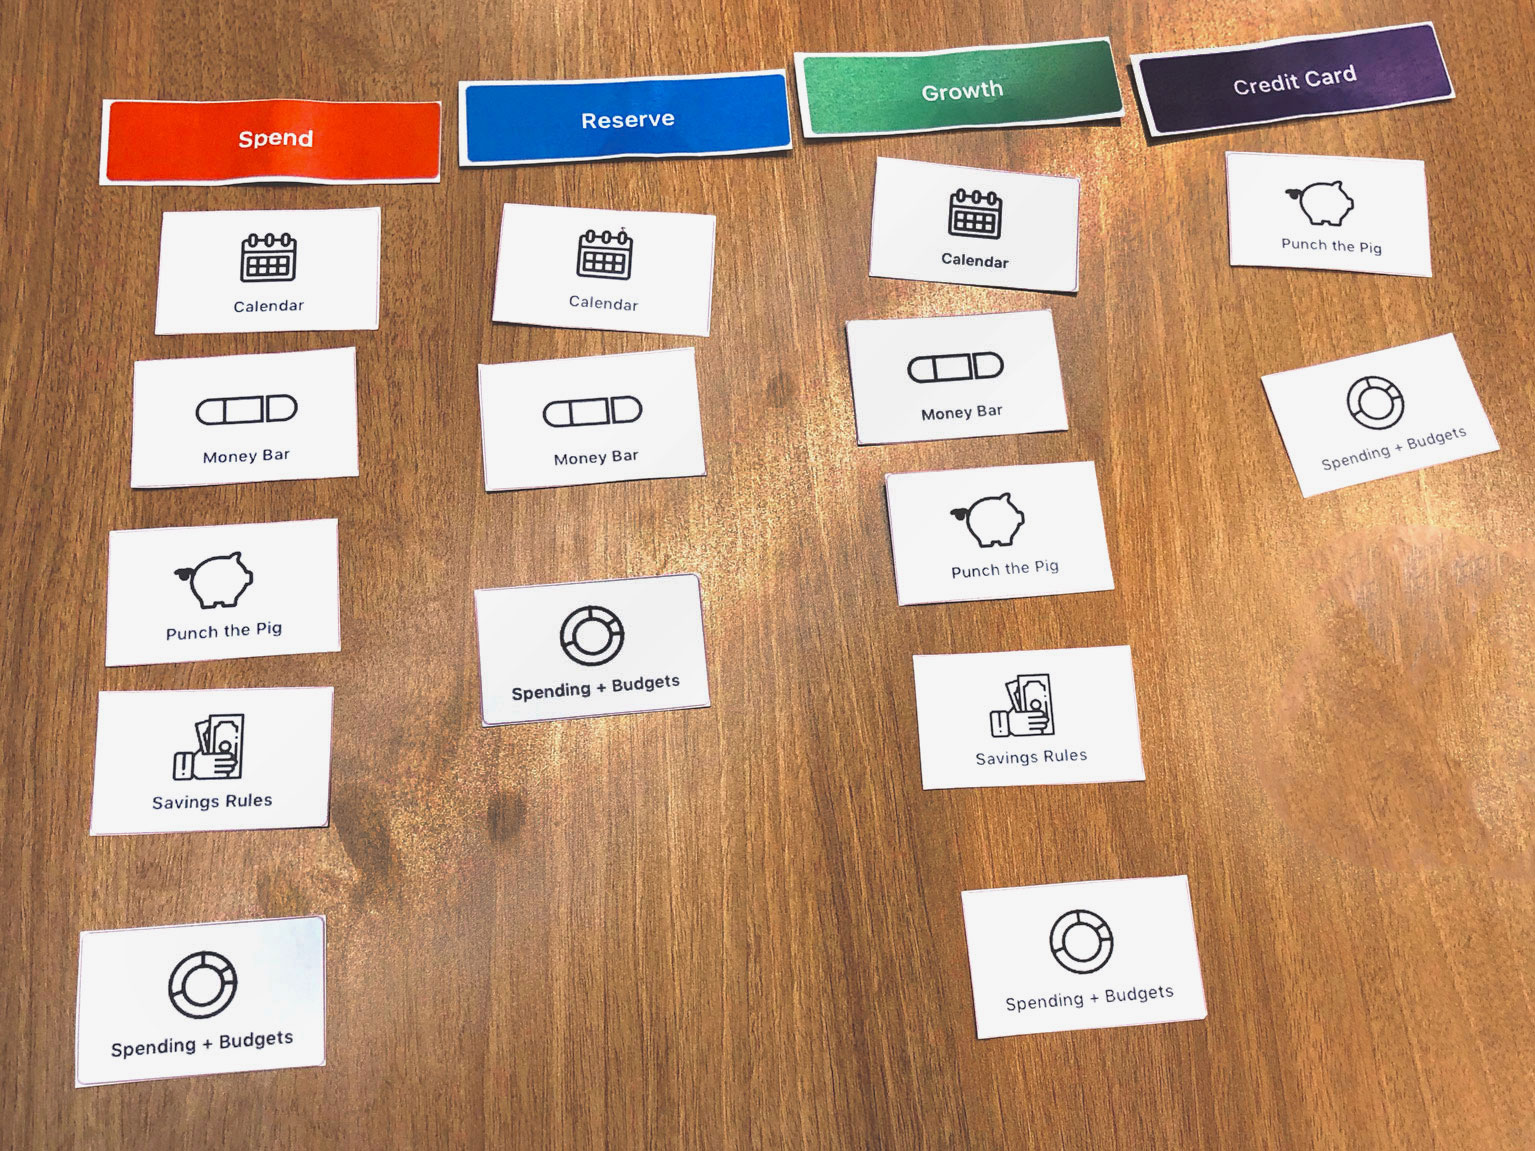 Spend
Calendar
Money Bar
Punch the Pig
Savings Rules
Spending + Budgets
Reserve
Calendar
Money Bar
Spending + Budgets
Growth
Calendar
Money Bar
Punch the Pig
Savings Rules
Spending + Budgets
Credit Card
Punch the Pig
Spending + Budgets